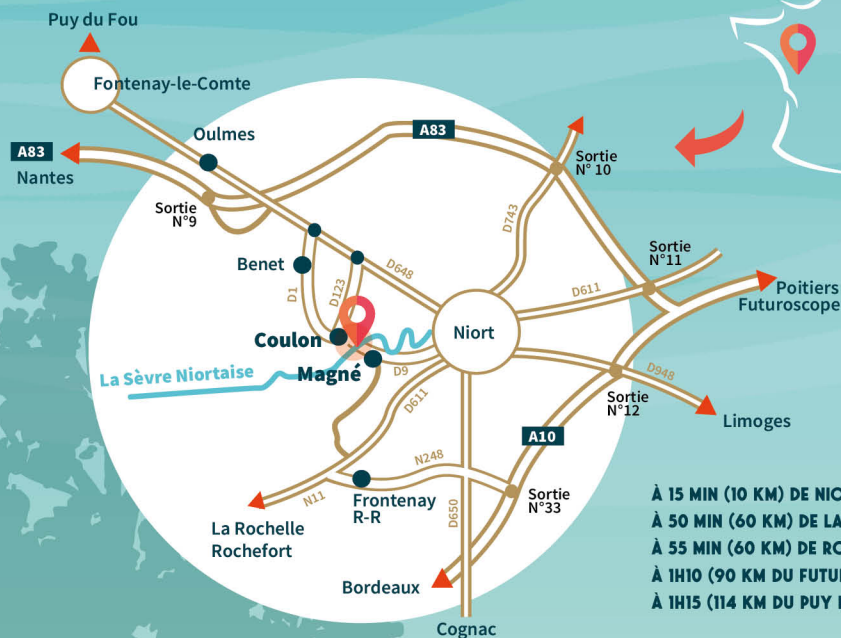 Puy du Fou
Fontenay-le-Comte
Oulmes
A83
A83
Nantes
Sortie
N° 10
Sortie
N°9
D743
Sortie
N°11
Benet
D1
D123
D648
D611
Poitiers
Futuroscope
Coulon
Niort
La Sèvre Niortaise
Magné
D9
D611
D948
Sortie
N°12
Limoges
A10
N248
N11
Frontenay
R-R
D650
Sortie
N°33
La Rochelle
Rochefort
Bordeaux
Cognac
À 15 MIN (10 KM) DE NIO
À 50 MIN (60 KM) DE LA
À 55 MIN (60 KM) DE RO
À 1H10 (90 KM DU FUTU
À 1H15 (114 KM DU PUY